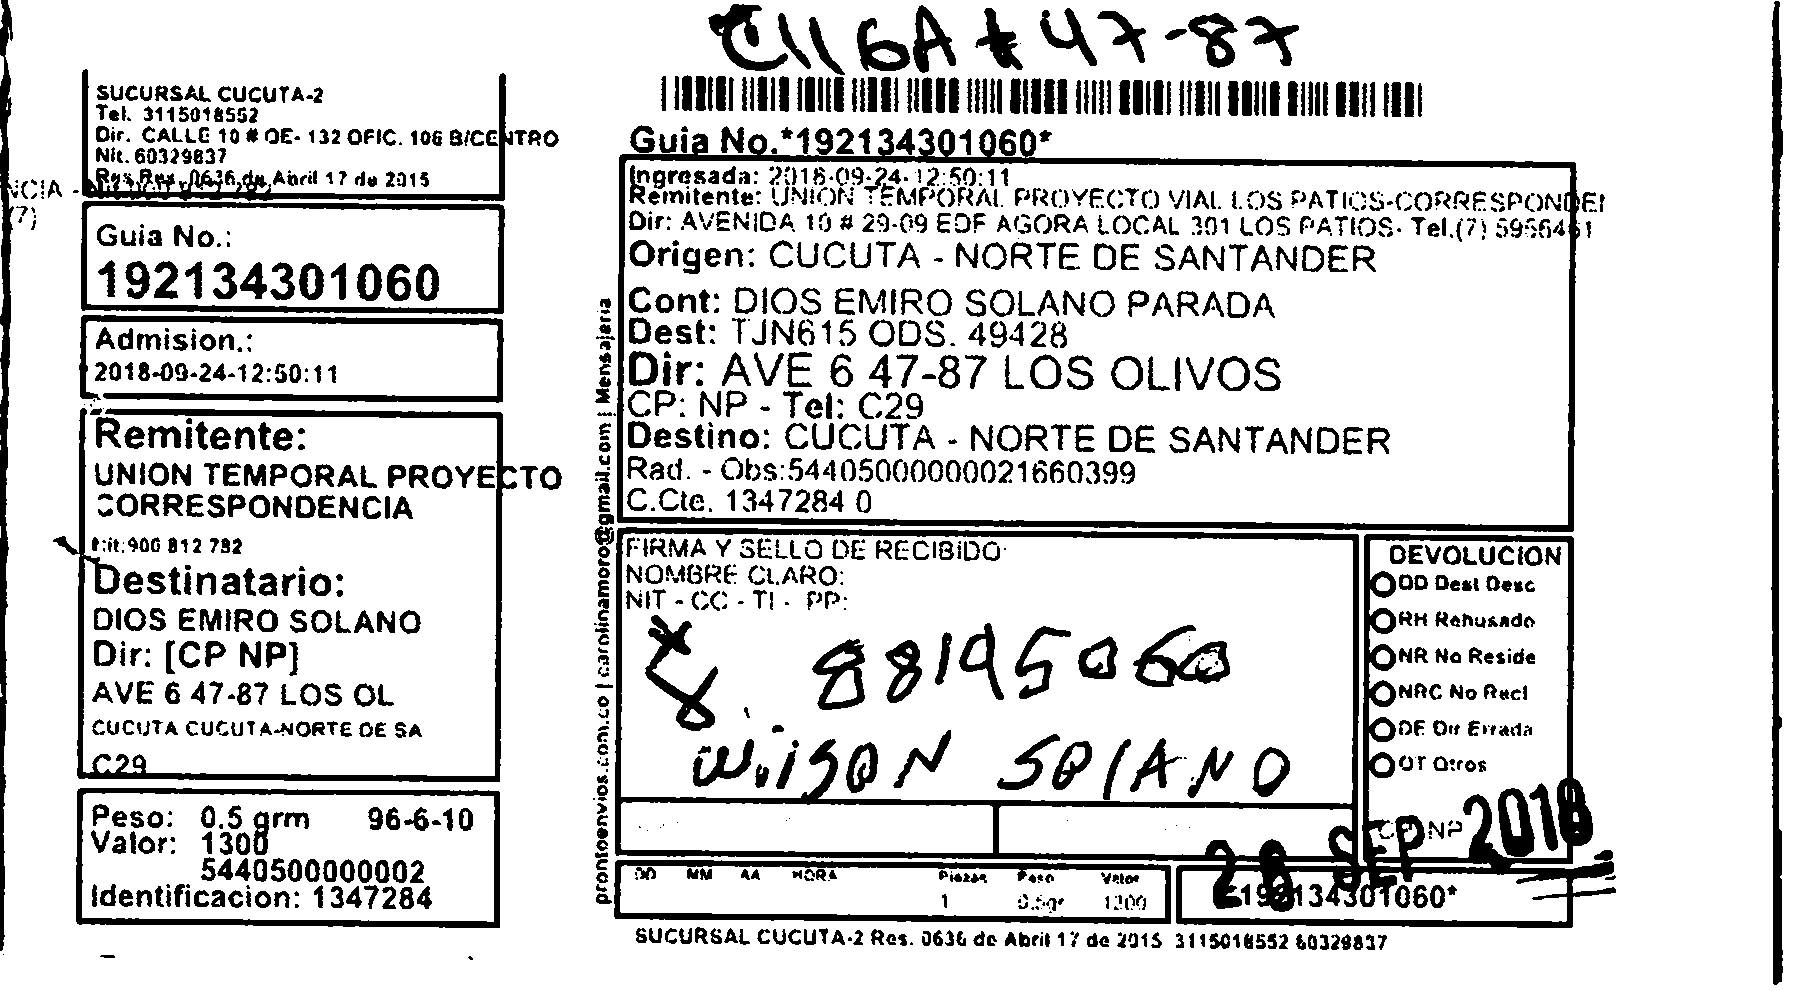 C11 6A # 47-87
SUCURSAL CUCUTA-2
Tel. 3115018552
Dir. CALLE 10 # OE- 132 OFIC. 106 B/CENTRO
Nit. 60329837
Res.Res. 0636 de Abril 17 de 2015
NCIA -
(7)
Guia No.:
192134301060
Admision.:
2018-09-24-12:50:11
Remitente:
UNION TEMPORAL PROYECTO
CORRESPONDENCIA
Nit:900 812 782
Destinatario:
DIOS EMIRO SOLANO
Dir: [CP NP]
AVE 6 47-87 LOS OL
CUCUTA CUCUTA-NORTE DE SA
C29
Peso: 0.5 grm 96-6-10
Valor: 1300
5440500000002
Identificacion: 1347284
prontoenvios.com.co | carolinamoro@gmail.com | Mensajeria
Guia No.*192134301060*
Ingresada: 2018-09-24-12:50:11
Remitente: UNION TEMPORAL PROYECTO VIAL LOS PATIOS-CORRESPONDEN
Dir: AVENIDA 10 # 29-09 EDF AGORA LOCAL 301 LOS PATIOS- Tel.(7) 5956461
Origen: CUCUTA - NORTE DE SANTANDER
Cont: DIOS EMIRO SOLANO PARADA
Dest: TJN615 ODS. 49428
Dir: AVE 6 47-87 LOS OLIVOS
CP: NP - Tel: C29
Destino: CUCUTA - NORTE DE SANTANDER
Rad. - Obs:54405000000021660399
C.Cte. 1347284 0
FIRMA Y SELLO DE RECIBIDO:
NOMBRE CLARO:
NIT - CC - TI - PP:
88195060
Wilson SOlANO
DEVOLUCION
DD Dest Desc
RH Rehusado
NR No Reside
NRC No Recl
DE Dir Errada
OT Otros
CP: NP
28 SEP 2018
DD MM AA HORA Piezas Peso Valor
1 0.5gr 1300
*192134301060*
SUCURSAL CUCUTA-2 Res. 0636 de Abril 17 de 2015 3115018552 60329837